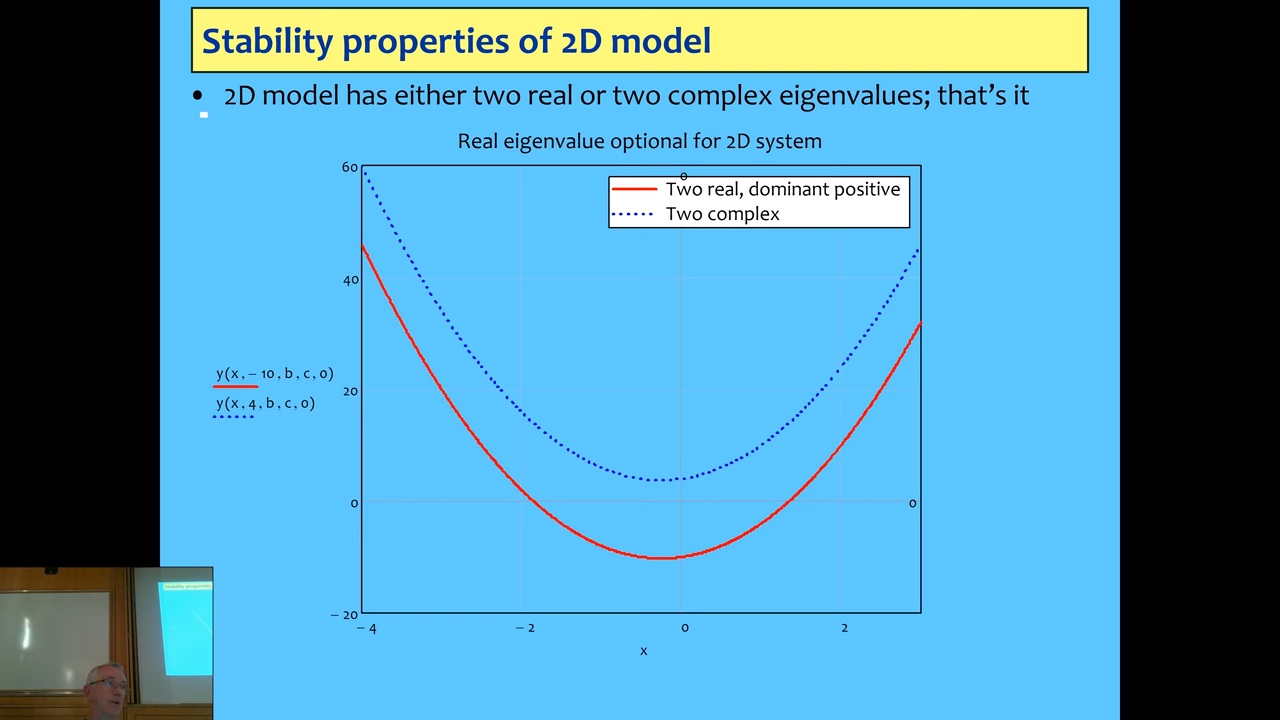 Stability properties of 2D model
• 2D model has either two real or two complex eigenvalues; that's it
Real eigenvalue optional for 2D system
60
40
20
0
– 20
– 4
– 2
0
2
x
0
0
Two real, dominant positive
Two complex
y(x, – 10, b, c, 0)
y(x, 4, b, c, 0)
Stability properties